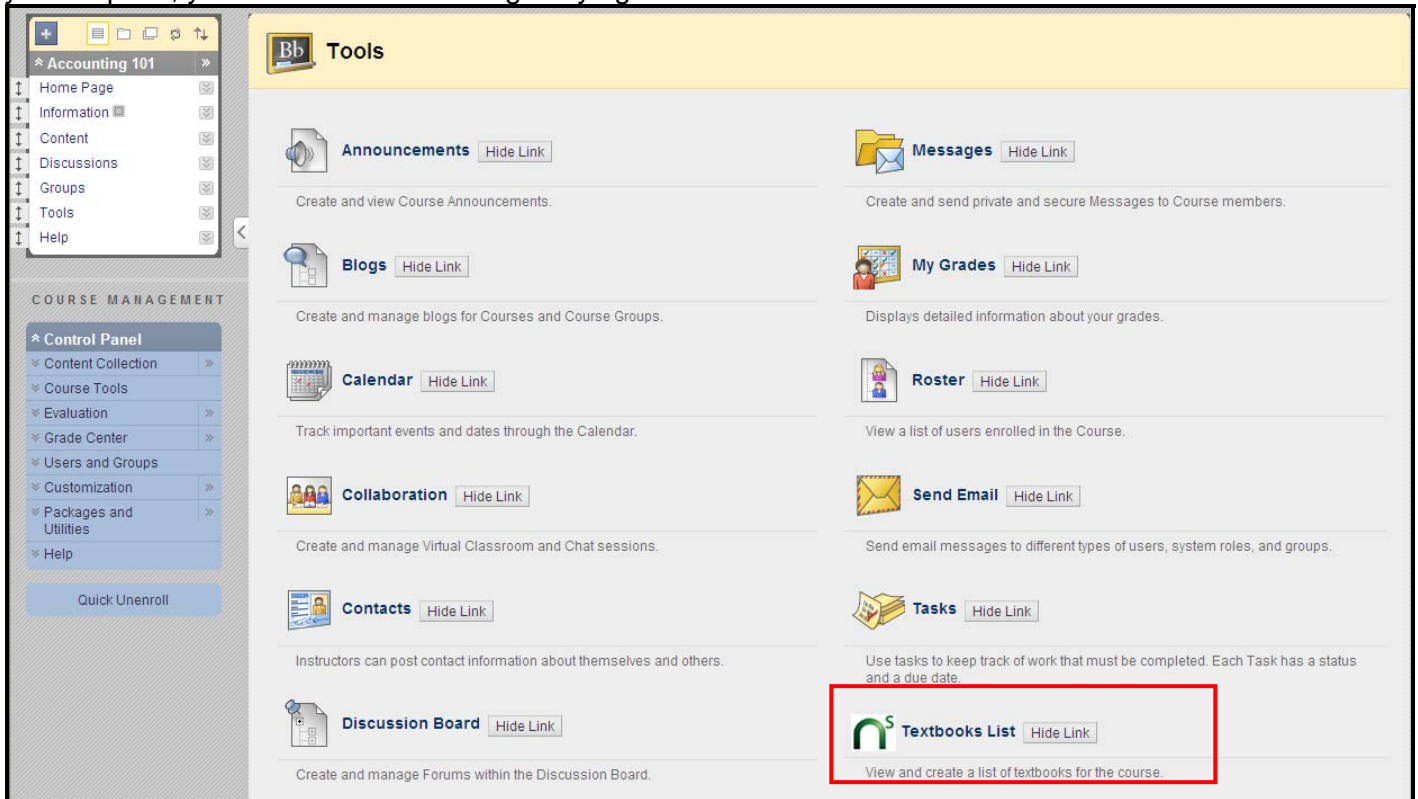 Bb Tools
Accounting 101
Home Page
Information
Content
Discussions
Groups
Tools
Help
COURSE MANAGEMENT
Control Panel
Content Collection
Course Tools
Evaluation
Grade Center
Users and Groups
Customization
Packages and
Utilities
Help
Quick Unenroll
Announcements Hide Link
Create and view Course Announcements.
Blogs Hide Link
Create and manage blogs for Courses and Course Groups.
Calendar Hide Link
Track important events and dates through the Calendar.
Collaboration Hide Link
Create and manage Virtual Classroom and Chat sessions.
Contacts Hide Link
Instructors can post contact information about themselves and others.
Discussion Board Hide Link
Create and manage Forums within the Discussion Board.
Messages Hide Link
Create and send private and secure Messages to Course members.
My Grades Hide Link
Displays detailed information about your grades.
Roster Hide Link
View a list of users enrolled in the Course.
Send Email Hide Link
Send email messages to different types of users, system roles, and groups.
Tasks Hide Link
Use tasks to keep track of work that must be completed. Each Task has a status
and a due date.
nS Textbooks List Hide Link
View and create a list of textbooks for the course.